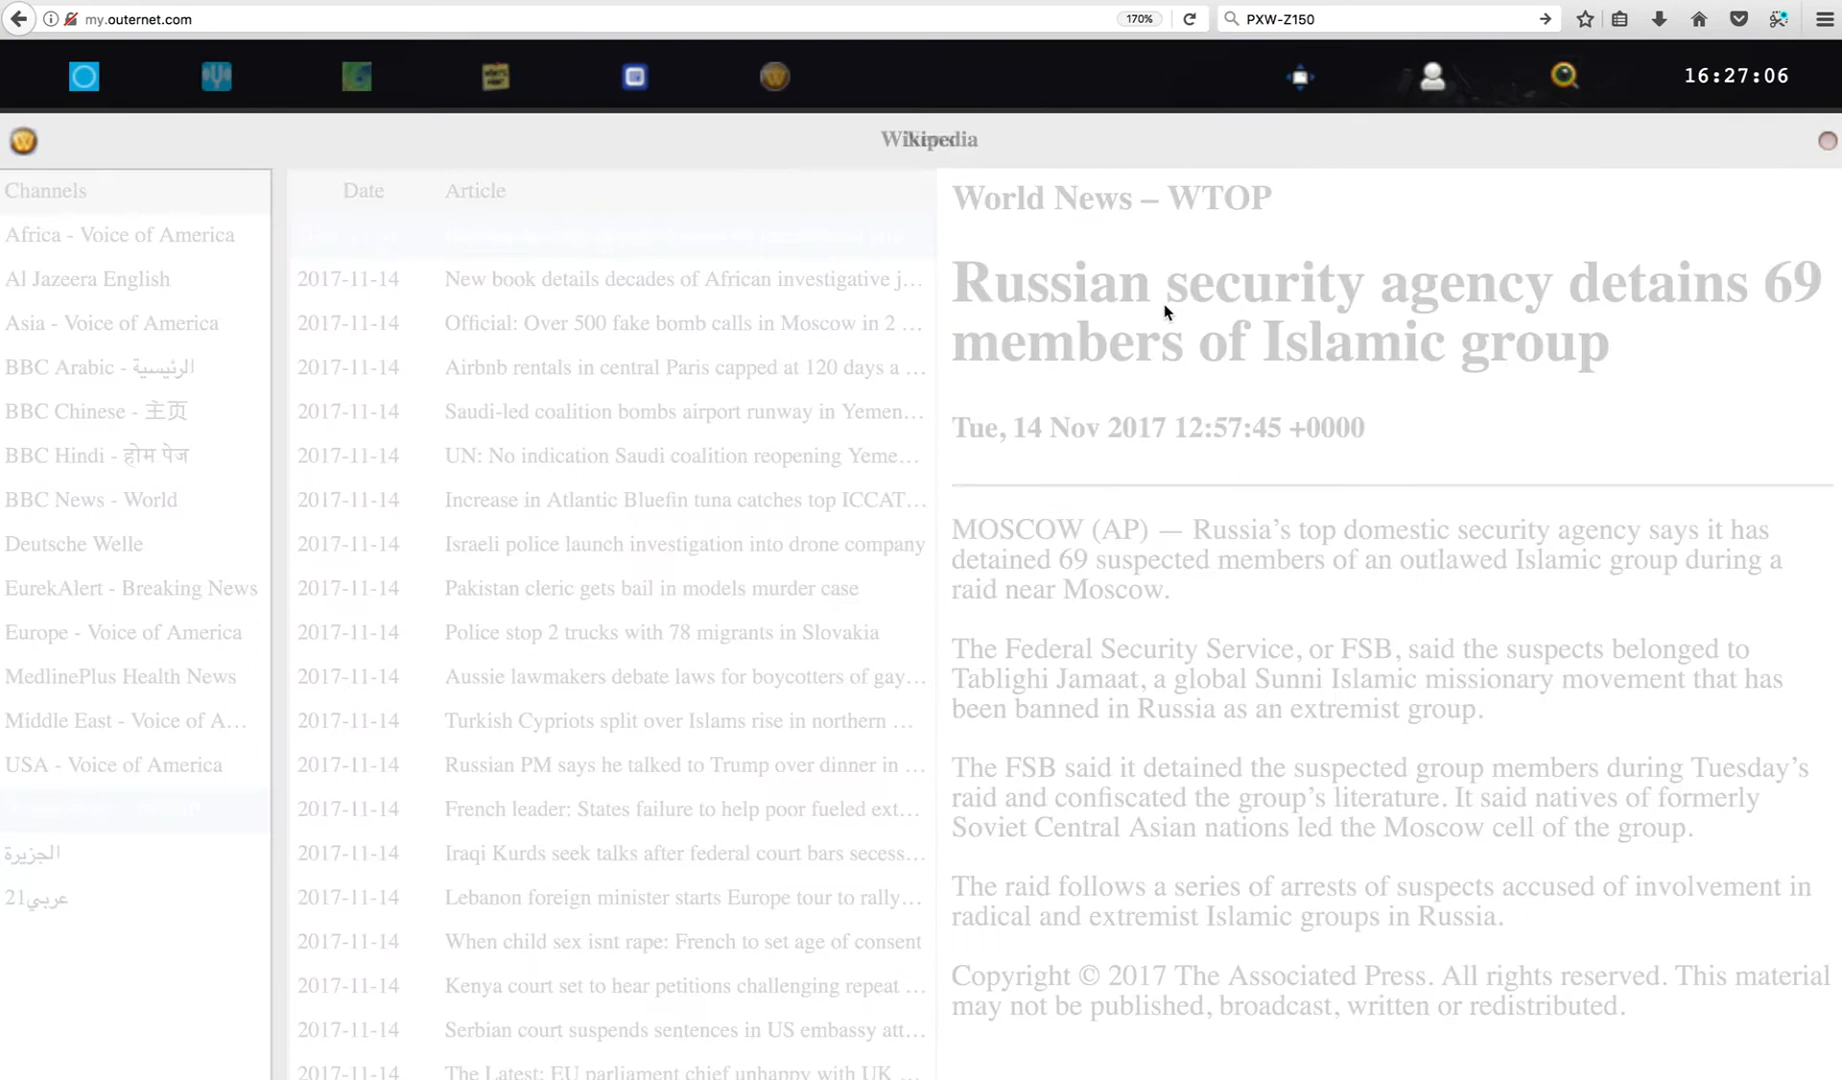 my.outernet.com
170%
PXW-Z150
16:27:06
Wikipedia
Channels
Africa - Voice of America
Al Jazeera English
Asia - Voice of America
BBC Arabic - الرئيسية
BBC Chinese - 主页
BBC Hindi - होम पेज
BBC News - World
Deutsche Welle
EurekAlert - Breaking News
Europe - Voice of America
MedlinePlus Health News
Middle East - Voice of A…
USA - Voice of America
الجزيرة
عربي21
Date Article
2017-11-14 New book details decades of African investigative j…
2017-11-14 Official: Over 500 fake bomb calls in Moscow in 2 …
2017-11-14 Airbnb rentals in central Paris capped at 120 days a …
2017-11-14 Saudi-led coalition bombs airport runway in Yemen…
2017-11-14 UN: No indication Saudi coalition reopening Yeme…
2017-11-14 Increase in Atlantic Bluefin tuna catches top ICCAT…
2017-11-14 Israeli police launch investigation into drone company
2017-11-14 Pakistan cleric gets bail in models murder case
2017-11-14 Police stop 2 trucks with 78 migrants in Slovakia
2017-11-14 Aussie lawmakers debate laws for boycotters of gay…
2017-11-14 Turkish Cypriots split over Islams rise in northern …
2017-11-14 Russian PM says he talked to Trump over dinner in …
2017-11-14 French leader: States failure to help poor fueled ext…
2017-11-14 Iraqi Kurds seek talks after federal court bars secess…
2017-11-14 Lebanon foreign minister starts Europe tour to rally…
2017-11-14 When child sex isnt rape: French to set age of consent
2017-11-14 Kenya court set to hear petitions challenging repeat …
2017-11-14 Serbian court suspends sentences in US embassy att…
2017-11-14 The Latest: EU parliament chief unhappy with UK …
World News – WTOP
Russian security agency detains 69
members of Islamic group
Tue, 14 Nov 2017 12:57:45 +0000
MOSCOW (AP) — Russia’s top domestic security agency says it has
detained 69 suspected members of an outlawed Islamic group during a
raid near Moscow.
The Federal Security Service, or FSB, said the suspects belonged to
Tablighi Jamaat, a global Sunni Islamic missionary movement that has
been banned in Russia as an extremist group.
The FSB said it detained the suspected group members during Tuesday’s
raid and confiscated the group’s literature. It said natives of formerly
Soviet Central Asian nations led the Moscow cell of the group.
The raid follows a series of arrests of suspects accused of involvement in
radical and extremist Islamic groups in Russia.
Copyright © 2017 The Associated Press. All rights reserved. This material
may not be published, broadcast, written or redistributed.